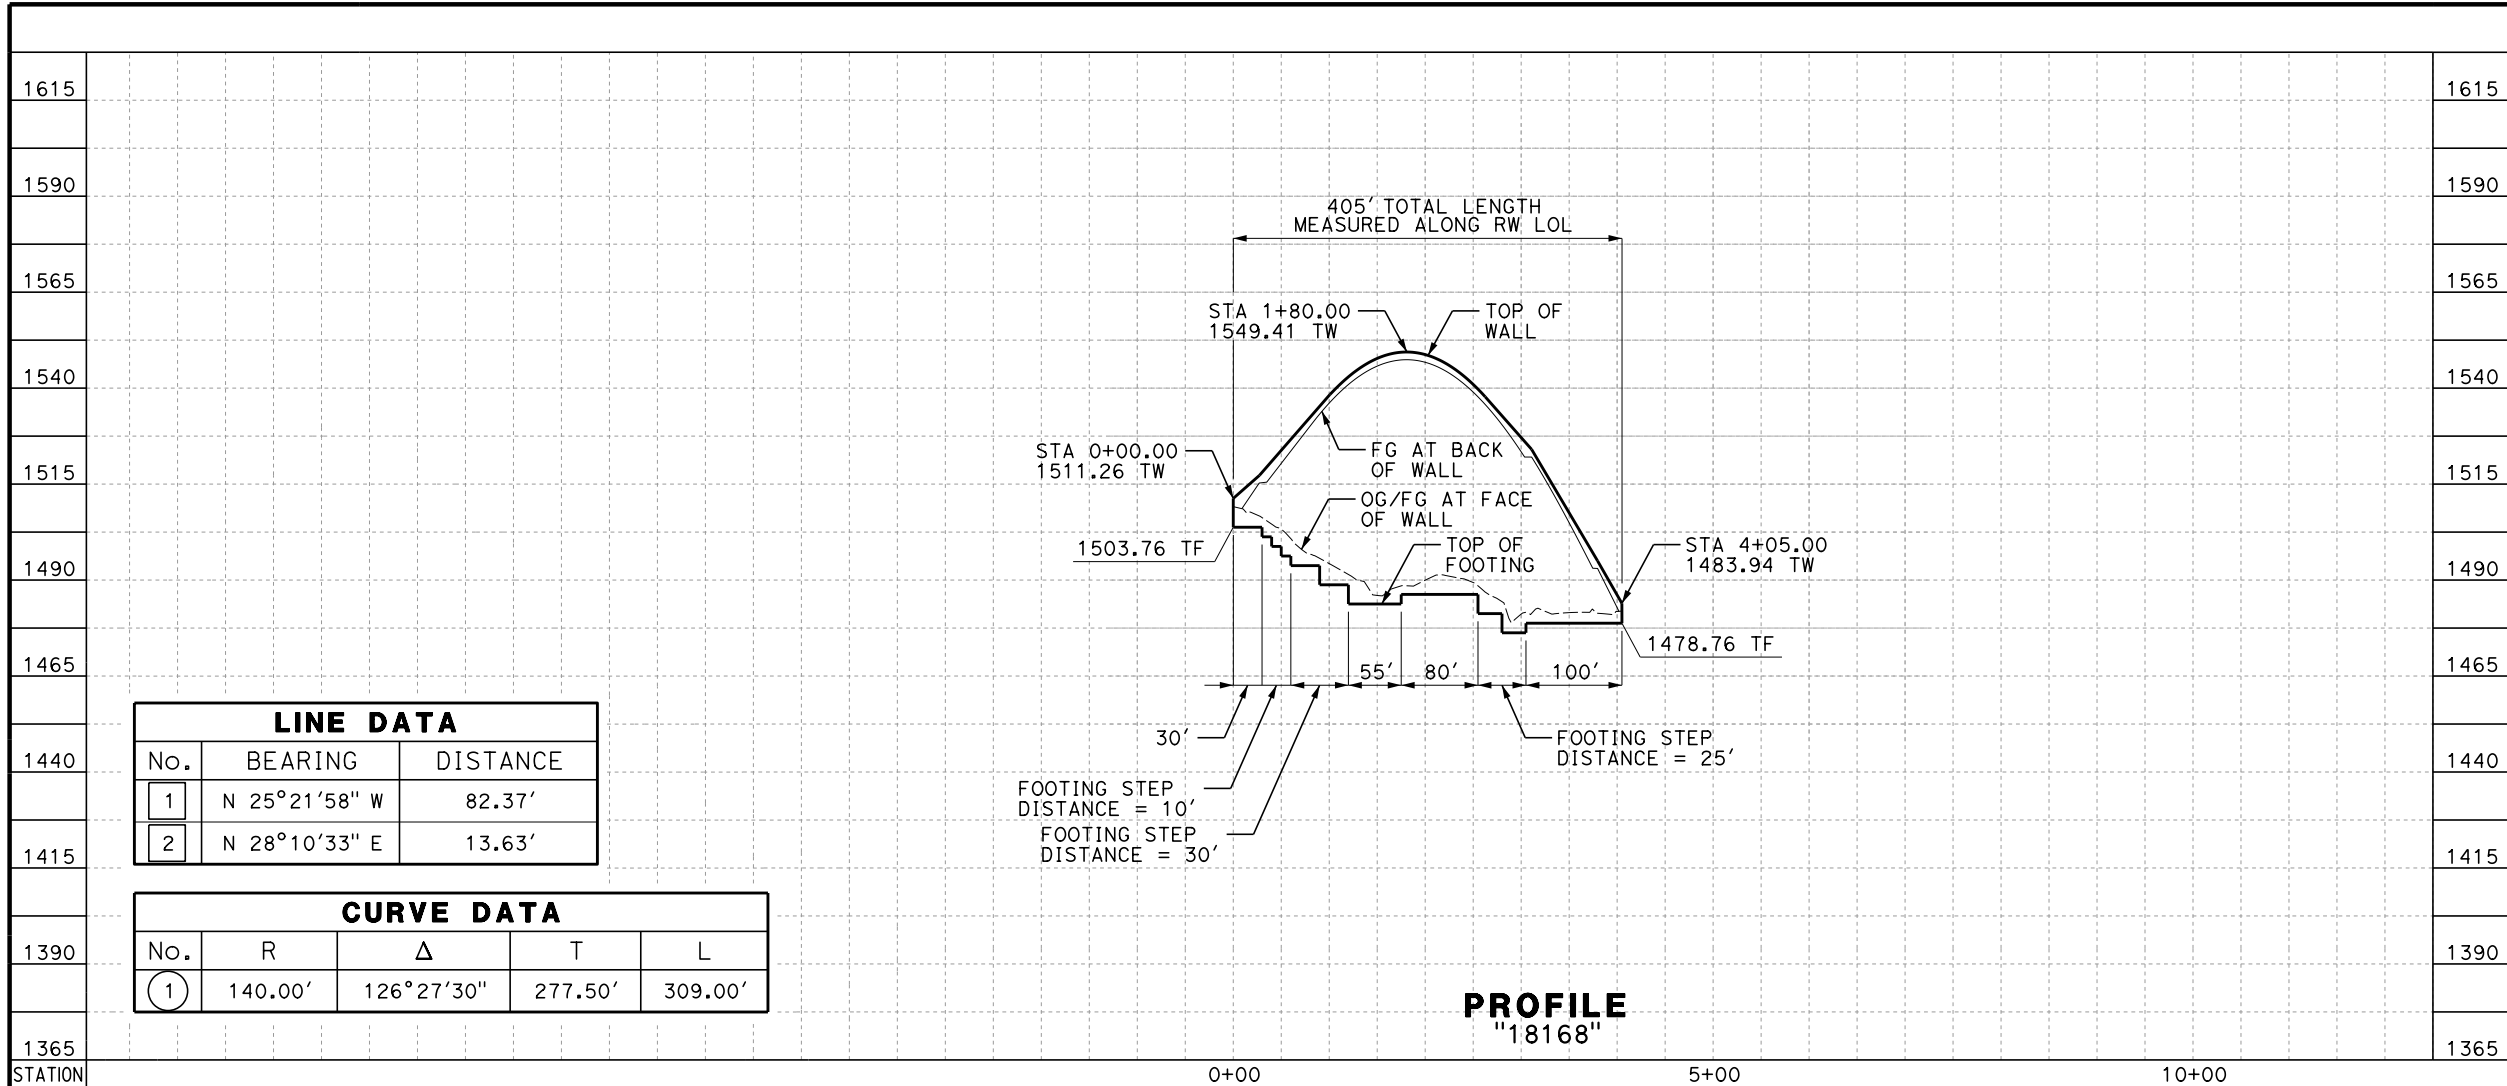 1615
1615
1590
1590
405' TOTAL LENGTH
MEASURED ALONG RW LOL
1565
1565
STA 1+80.00
1549.41 TW
TOP OF
WALL
1540
1540
STA 0+00.00
1511.26 TW
FG AT BACK
OF WALL
1515
1515
OG/FG AT FACE
OF WALL
1503.76 TF
TOP OF
FOOTING
STA 4+05.00
1483.94 TW
1490
1490
1478.76 TF
1465
55'
80'
100'
1465
LINE DATA
No. BEARING DISTANCE
1 N 25°21'58" W 82.37'
2 N 28°10'33" E 13.63'
30'
FOOTING STEP
DISTANCE = 25'
1440
1440
FOOTING STEP
DISTANCE = 10'
FOOTING STEP
DISTANCE = 30'
1415
1415
CURVE DATA
No. R Δ T L
1 140.00' 126°27'30" 277.50' 309.00'
1390
1390
PROFILE
"18168"
1365
1365
STATION
0+00
5+00
10+00